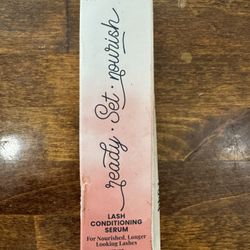 ready • Set • nourish
LASH
CONDITIONING
SERUM
For Nourished, Longer
Looking Lashes